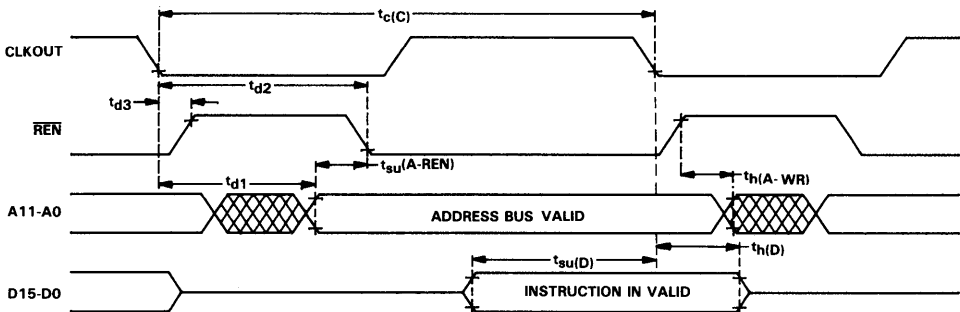 tc(C)
CLKOUT
td2
td3
REN
tsu(A-REN)
td1
th(A-WR)
A11-A0
ADDRESS BUS VALID
tsu(D)
th(D)
D15-D0
INSTRUCTION IN VALID